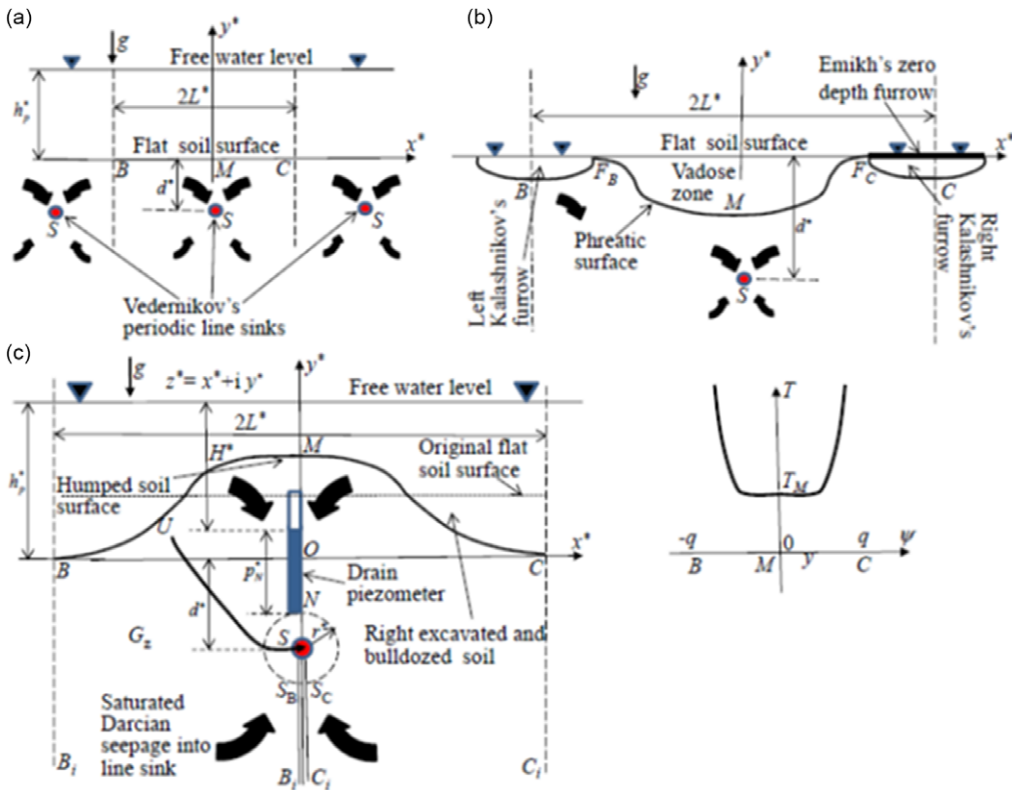 (a)
y*
g
Free water level
h*p
2L*
Flat soil surface
x*
B
M
C
d*
S
S
S
Vedernikov's
periodic line sinks
(b)
y*
g
Emikh's zero
depth furrow
2L*
Flat soil surface
x*
B
FB
Vadose
zone
M
FC
C
d*
Phreatic
surface
S
Left
Kalashnikov's
furrow
Right
Kalashnikov's
furrow
(c)
y*
g
z*= x*+i y*
Free water level
2L*
h*p
H*
M
Original flat
soil surface
Humped soil
surface
U
O
x*
B
C
p*N
Drain
piezometer
N
d*
Gz
S
r*
Right excavated and
bulldozed soil
SB
SC
Saturated
Darcian
seepage into
line sink
Bi
Bi
Ci
Ci
T
TM
-q
0
q
ψ
B
M
y
C